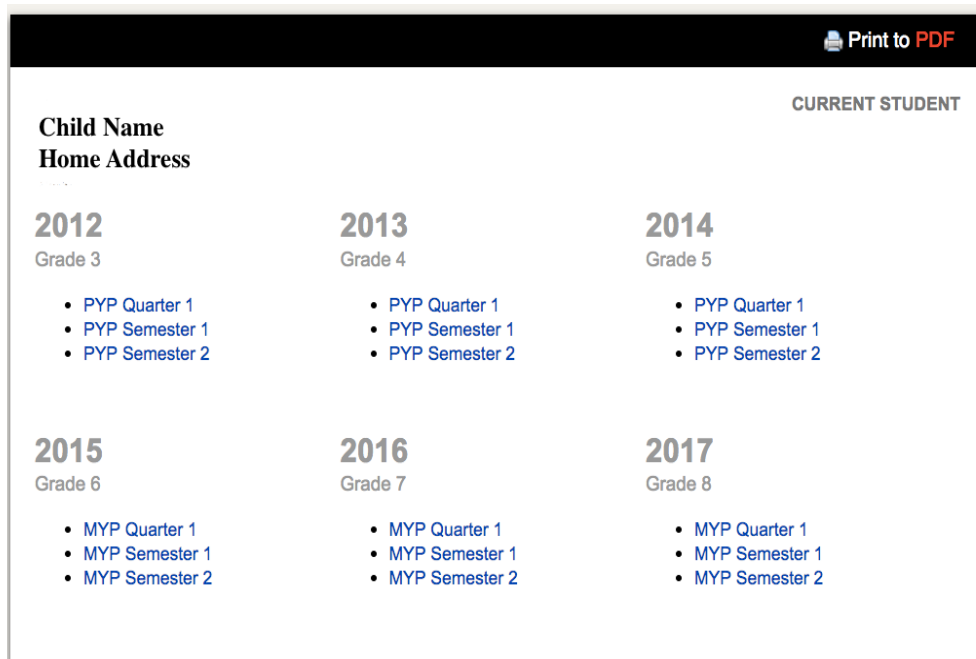 Print to PDF
CURRENT STUDENT
Child Name
Home Address
2012
Grade 3
• PYP Quarter 1
• PYP Semester 1
• PYP Semester 2
2013
Grade 4
• PYP Quarter 1
• PYP Semester 1
• PYP Semester 2
2014
Grade 5
• PYP Quarter 1
• PYP Semester 1
• PYP Semester 2
2015
Grade 6
• MYP Quarter 1
• MYP Semester 1
• MYP Semester 2
2016
Grade 7
• MYP Quarter 1
• MYP Semester 1
• MYP Semester 2
2017
Grade 8
• MYP Quarter 1
• MYP Semester 1
• MYP Semester 2